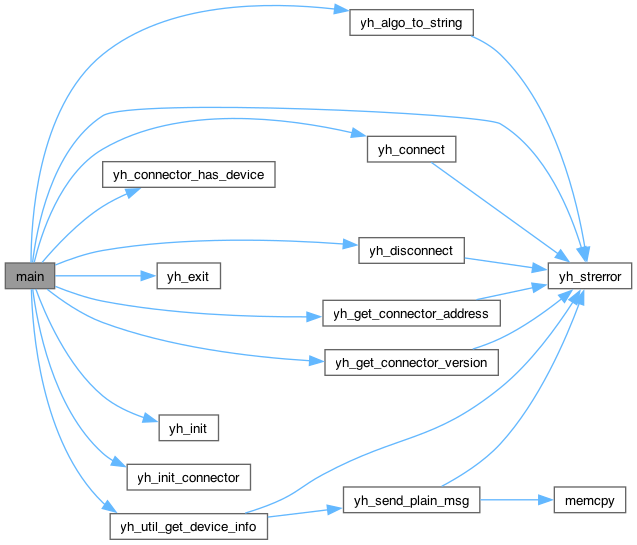 yh_algo_to_string
yh_connect
yh_connector_has_device
yh_disconnect
main
yh_exit
yh_strerror
yh_get_connector_address
yh_get_connector_version
yh_init
yh_init_connector
yh_send_plain_msg
memcpy
yh_util_get_device_info